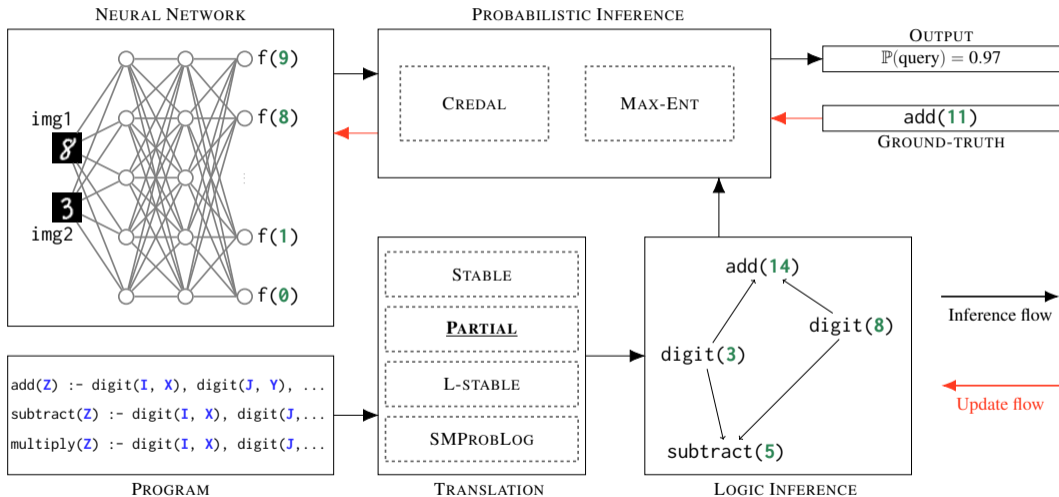 NEURAL NETWORK
img1
8
3
img2
f(9)
f(8)
f(1)
f(0)
PROBABILISTIC INFERENCE
CREDAL
MAX-ENT
OUTPUT
ℙ(query) = 0.97
add(11)
GROUND-TRUTH
add(Z) :- digit(I, X), digit(J, Y), ...
subtract(Z) :- digit(I, X), digit(J,...
multiply(Z) :- digit(I, X), digit(J,...
PROGRAM
STABLE
PARTIAL
L-STABLE
SMPROBLOG
TRANSLATION
add(14)
digit(8)
digit(3)
subtract(5)
LOGIC INFERENCE
Inference flow
Update flow